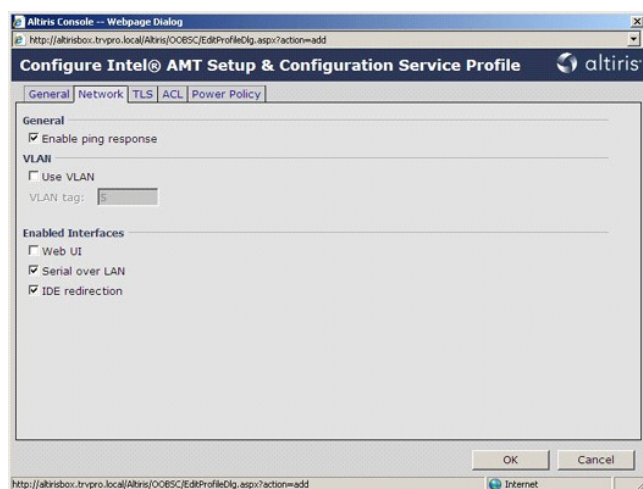 Altiris Console -- Webpage Dialog
http://altirisbox.trvpro.local/Altiris/OOBSC/EditProfileDlg.aspx?action=add
Configure Intel® AMT Setup & Configuration Service Profile altiris
General Network TLS ACL Power Policy
General
Enable ping response
VLAN
Use VLAN
VLAN tag: 5
Enabled Interfaces
Web UI
Serial over LAN
IDE redirection
OK Cancel
http://altirisbox.trvpro.local/Altiris/OOBSC/EditProfileDlg.aspx?action=add Internet